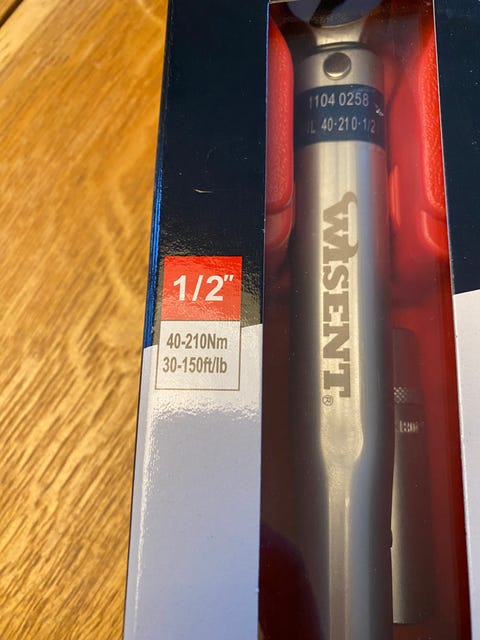 1104 0258
40-210-1/2
WISENT®
1/2"
40-210Nm
30-150ft/lb